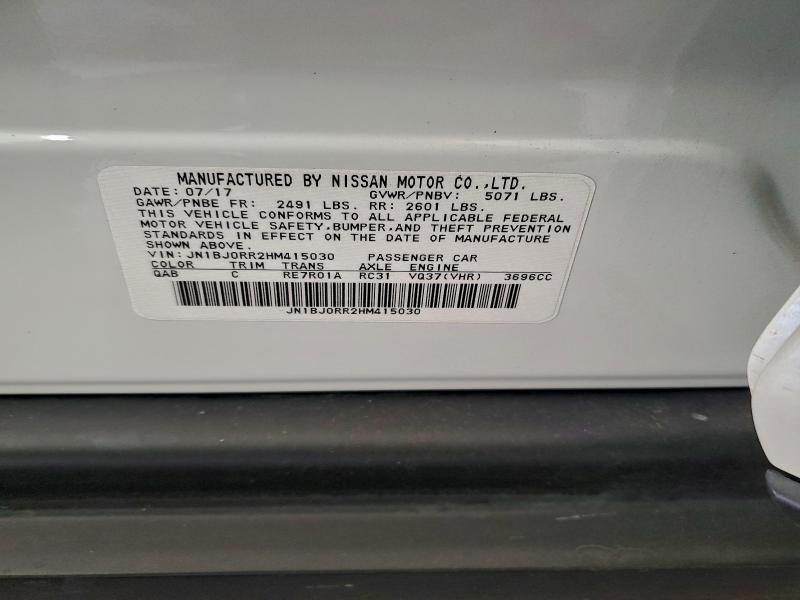 MANUFACTURED BY NISSAN MOTOR CO.,LTD.
DATE: 07/17 GVWR/PNBV: 5071 LBS.
GAWR/PNBE FR: 2491 LBS. RR: 2601 LBS.
THIS VEHICLE CONFORMS TO ALL APPLICABLE FEDERAL
MOTOR VEHICLE SAFETY,BUMPER,AND THEFT PREVENTION
STANDARDS IN EFFECT ON THE DATE OF MANUFACTURE
SHOWN ABOVE.
VIN: JN1BJ0RR2HM415030 PASSENGER CAR
COLOR TRIM TRANS AXLE ENGINE
QAB C RE7R01A RC31 VQ37(VHR) 3696CC
JN1BJ0RR2HM415030